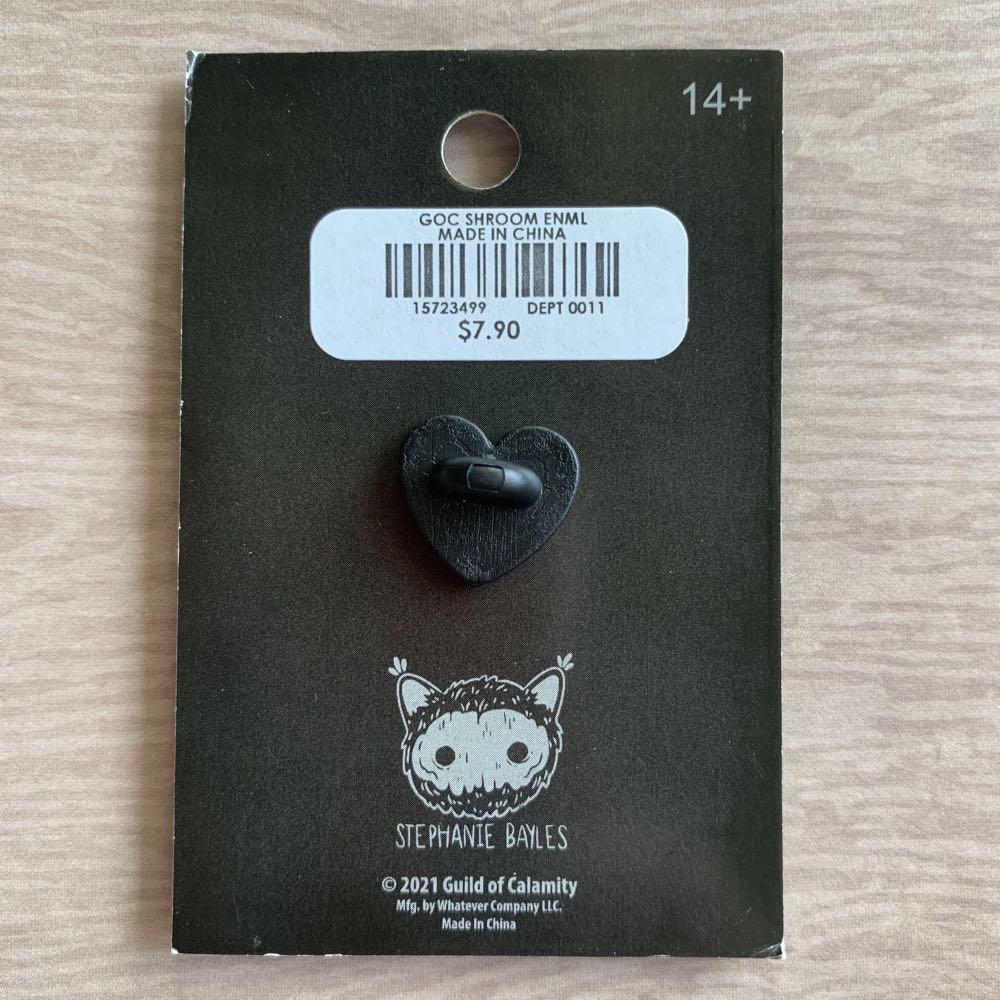 14+
GOC SHROOM ENML
MADE IN CHINA
15723499 DEPT 0011
$7.90
STEPHANIE BAYLES
© 2021 Guild of Calamity
Mfg. by Whatever Company LLC.
Made in China